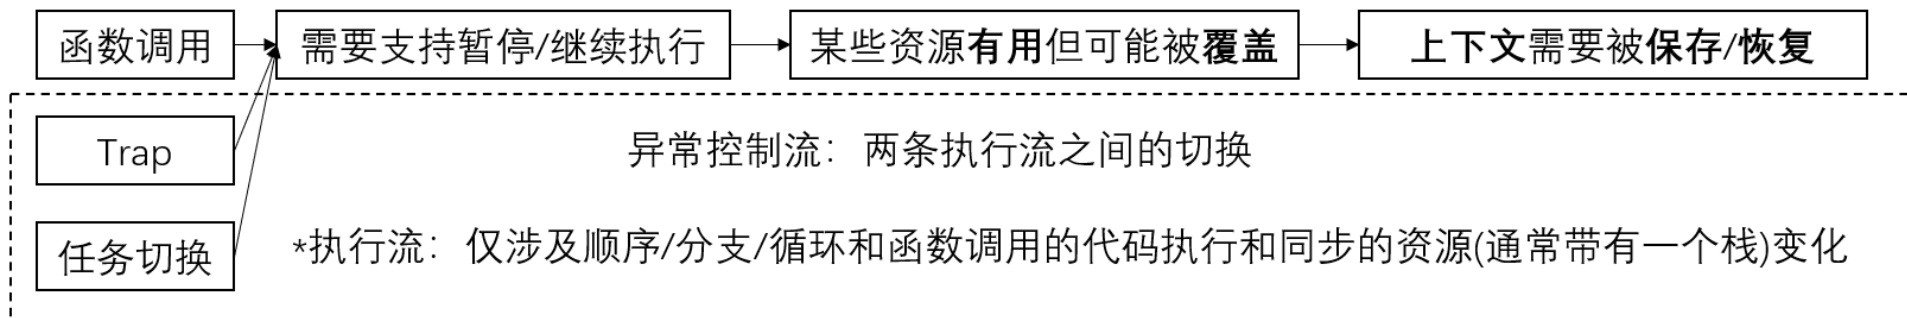 函数调用 需要支持暂停/继续执行 某些资源有用但可能被覆盖 上下文需要被保存/恢复
Trap 异常控制流：两条执行流之间的切换
任务切换 *执行流：仅涉及顺序/分支/循环和函数调用的代码执行和同步的资源(通常带有一个栈)变化